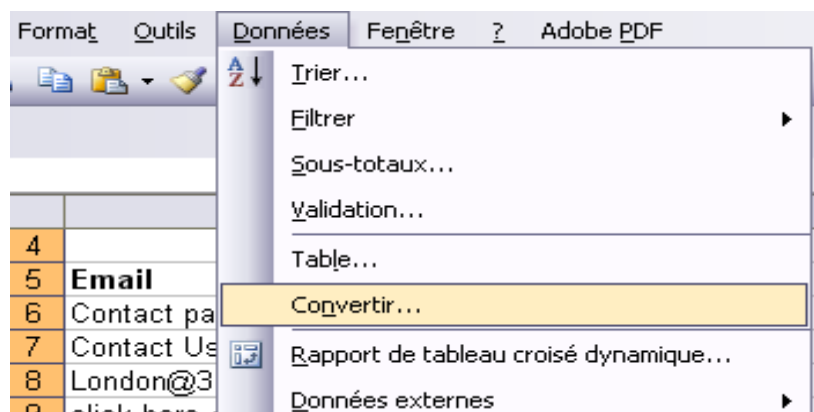 Format Outils Données Fenêtre ? Adobe PDF
A
Z Trier...
Filtrer
Sous-totaux...
Validation...
4
Table...
5 Email
Convertir...
6 Contact pa
7 Contact Us
Rapport de tableau croisé dynamique...
8 London@3
Données externes